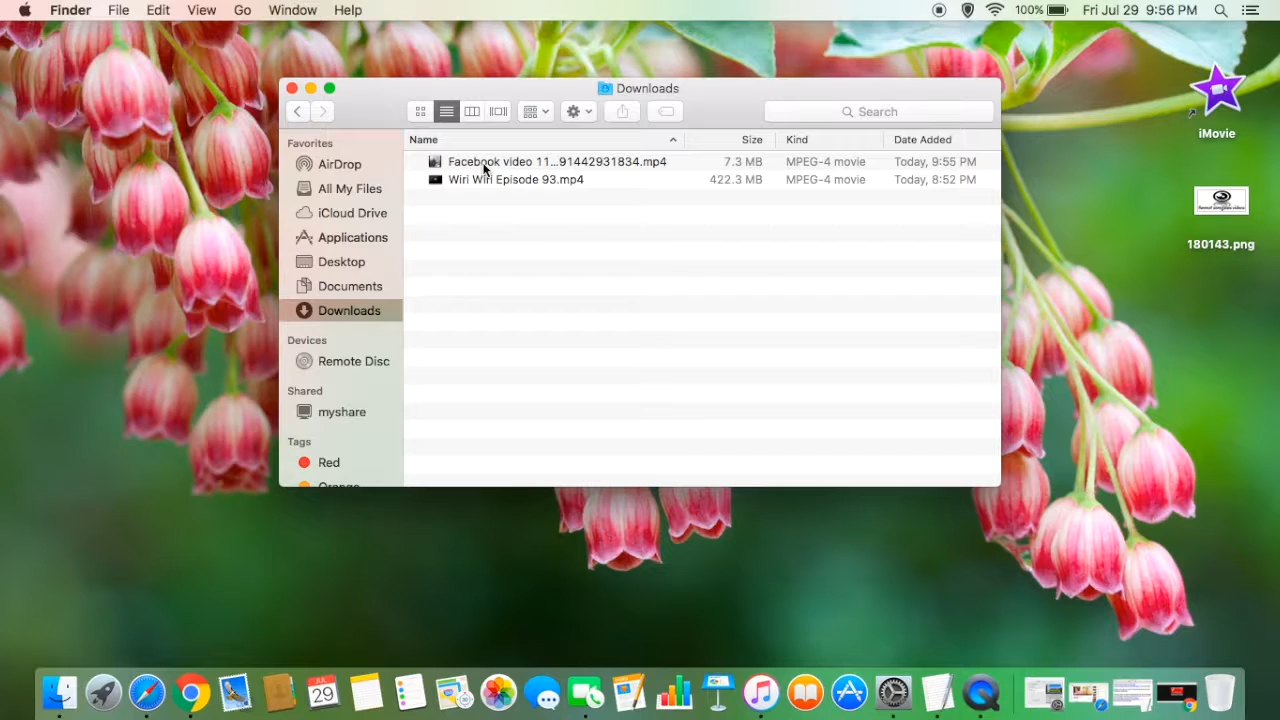 Finder File Edit View Go Window Help 100% Fri Jul 29 9:56 PM
Downloads
Search
Favorites
AirDrop
All My Files
iCloud Drive
Applications
Desktop
Documents
Downloads
Devices
Remote Disc
Shared
myshare
Tags
Red
Orange
Name Size Kind Date Added
Facebook video 11...91442931834.mp4 7.3 MB MPEG-4 movie Today, 9:55 PM
Wiri Wiri Episode 93.mp4 422.3 MB MPEG-4 movie Today, 8:52 PM
iMovie
180143.png
JUL
29